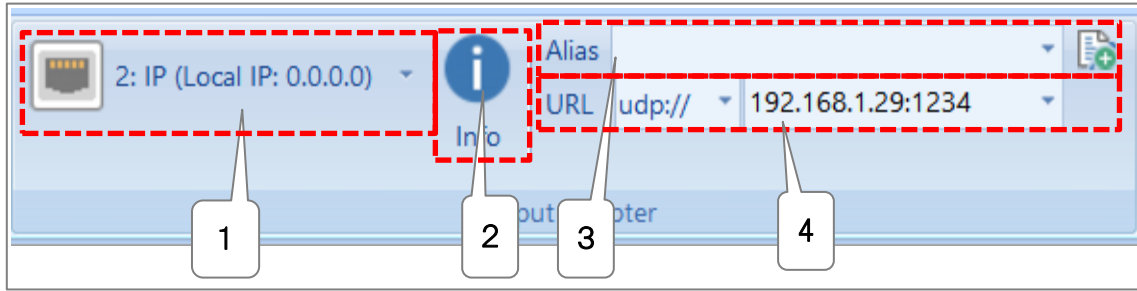 2: IP (Local IP: 0.0.0.0)
Info
Alias
URL udp:// 192.168.1.29:1234
1
2
3
4